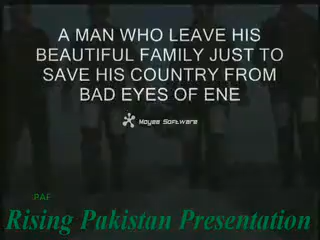 A MAN WHO LEAVE HIS
BEAUTIFUL FAMILY JUST TO
SAVE HIS COUNTRY FROM
BAD EYES OF ENE
Moyea Software
.PAF
Rising Pakistan Presentation